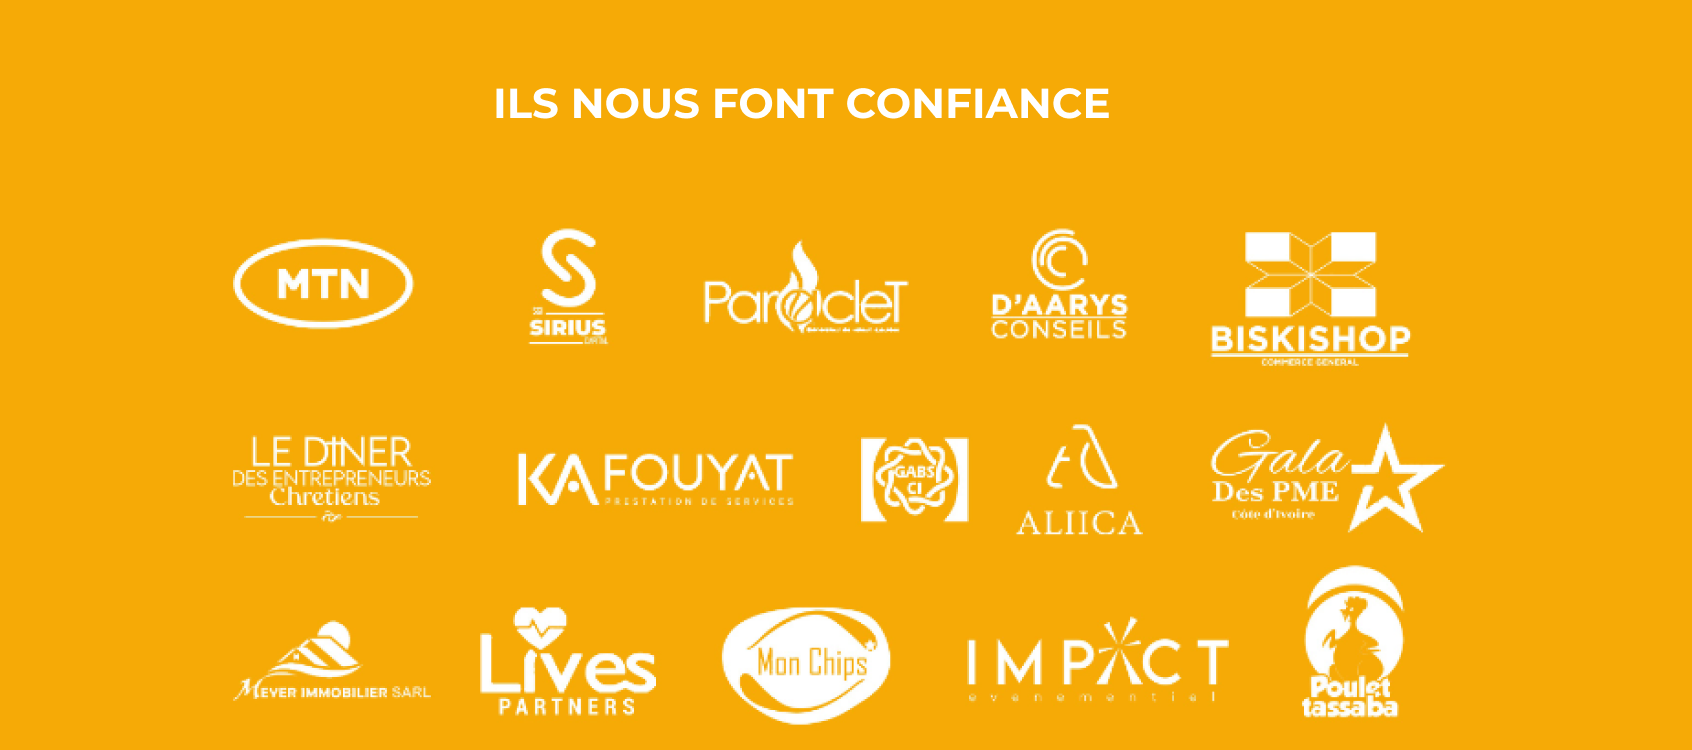 ILS NOUS FONT CONFIANCE
MTN
SIRIUS
CAPITAL
ParacleT
D'AARYS
CONSEILS
BISKISHOP
COMMERCE GENERAL
LE DINER
DES ENTREPRENEURS
Chretiens
KAFOUYAT
PRESTATION DE SERVICES
GABS
CI
ALIICA
Gala
Des PME
Côte d'Ivoire
MEYER IMMOBILIER SARL
Lives
PARTNERS
Mon Chips
IMPACT
evenementiel
Poulet
tassaba